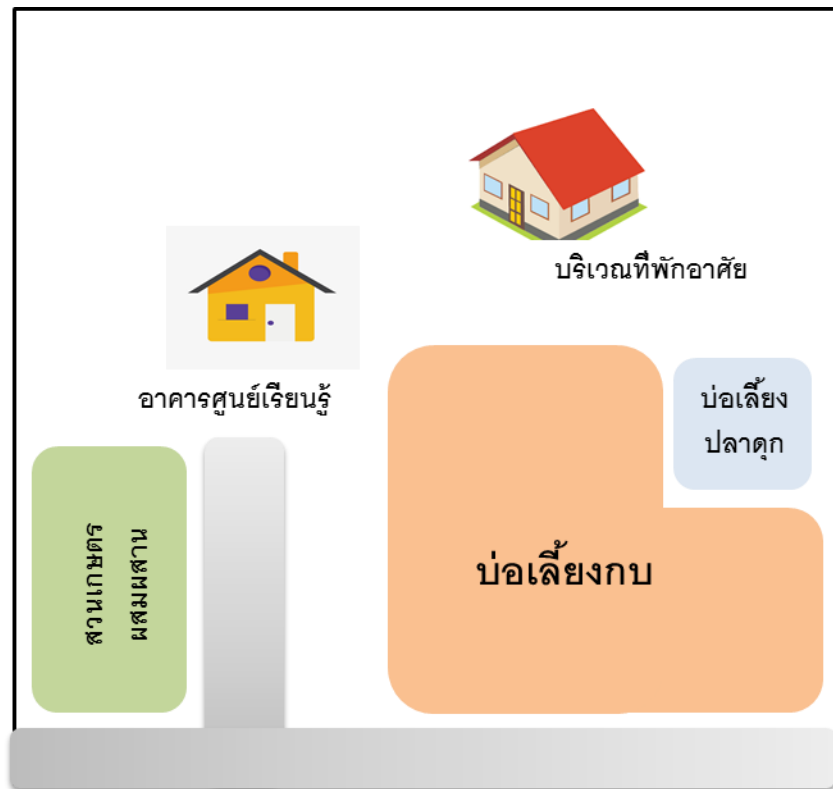 บริเวณที่พักอาศัย
อาคารศูนย์เรียนรู้
บ่อเลี้ยง
ปลาดุก
สวนเกษตร
ผสมผสาน
บ่อเลี้ยงกบ